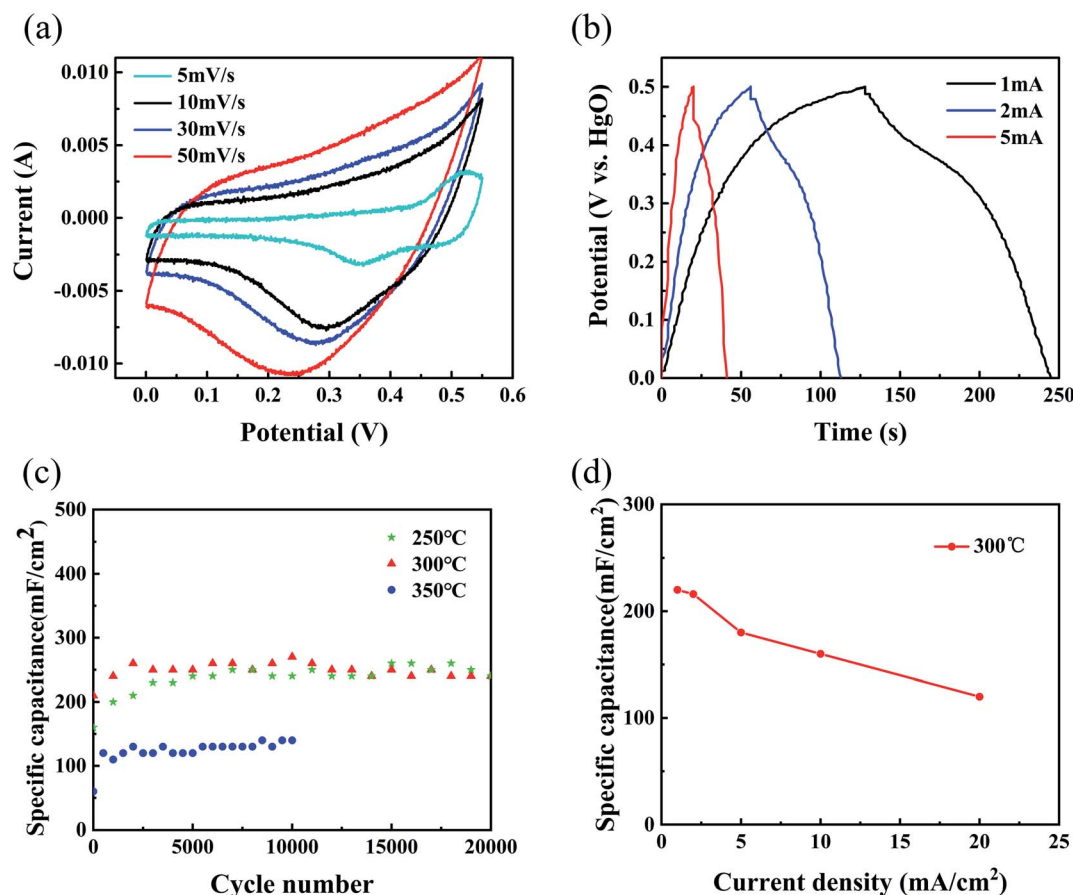 (a)
0.010
0.005
0.000
-0.005
-0.010
Current (A)
5mV/s
10mV/s
30mV/s
50mV/s
0.0 0.1 0.2 0.3 0.4 0.5 0.6
Potential (V)
(b)
0.5
0.4
0.3
0.2
0.1
0.0
Potential (V vs. HgO)
1mA
2mA
5mA
0 50 100 150 200 250
Time (s)
(c)
500
400
300
200
100
0
Specific capacitance(mF/cm²)
250°C
300°C
350°C
0 5000 10000 15000 20000
Cycle number
(d)
300
200
100
0
Specific capacitance(mF/cm²)
300℃
0 5 10 15 20 25
Current density (mA/cm²)